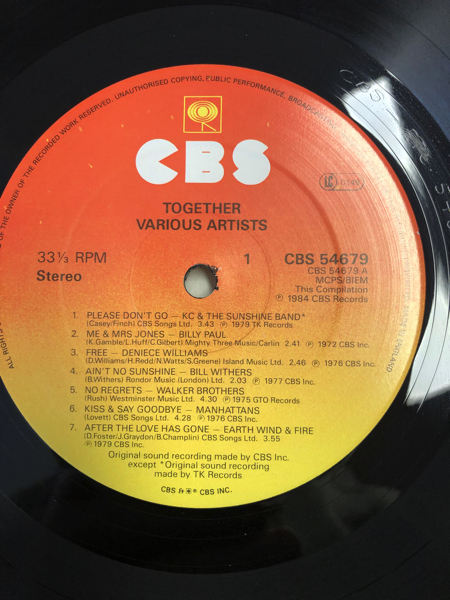 OF THE OWNER OF THE RECORDED WORK RESERVED. UNAUTHORISED COPYING, PUBLIC PERFORMANCE, BROADCASTING
CBS
LC
TOGETHER
VARIOUS ARTISTS
33⅓ RPM
Stereo
1
CBS 54679
CBS 54679 A
MCPS/BIEM
This Compilation
℗ 1984 CBS Records
1. PLEASE DON'T GO — KC & THE SUNSHINE BAND*
(Casey/Finch) CBS Songs Ltd. 3.43 ℗ 1979 TK Records
2. ME & MRS JONES — BILLY PAUL
(K.Gamble/L.Huff/C.Gilbert) Mighty Three Music/Carlin 2.41 ℗ 1972 CBS Inc.
3. FREE — DENIECE WILLIAMS
(D.Williams/H.Redd/N.Watts/S.Greene) Island Music Ltd. 2.46 ℗ 1976 CBS Inc.
4. AIN'T NO SUNSHINE — BILL WITHERS
(B.Withers) Rondor Music (London) Ltd. 2.03 ℗ 1977 CBS Inc.
5. NO REGRETS — WALKER BROTHERS
(Rush) Westminster Music Ltd. 4.30 ℗ 1975 GTO Records
6. KISS & SAY GOODBYE — MANHATTANS
(Lovett) CBS Songs Ltd. 4.28 ℗ 1976 CBS Inc.
7. AFTER THE LOVE HAS GONE — EARTH WIND & FIRE
(D.Foster/J.Graydon/B.Champlin) CBS Songs Ltd. 3.55
℗ 1979 CBS Inc.
Original sound recording made by CBS Inc.
except *Original sound recording
made by TK Records
CBS & ® CBS INC.
ALL RIGHTS